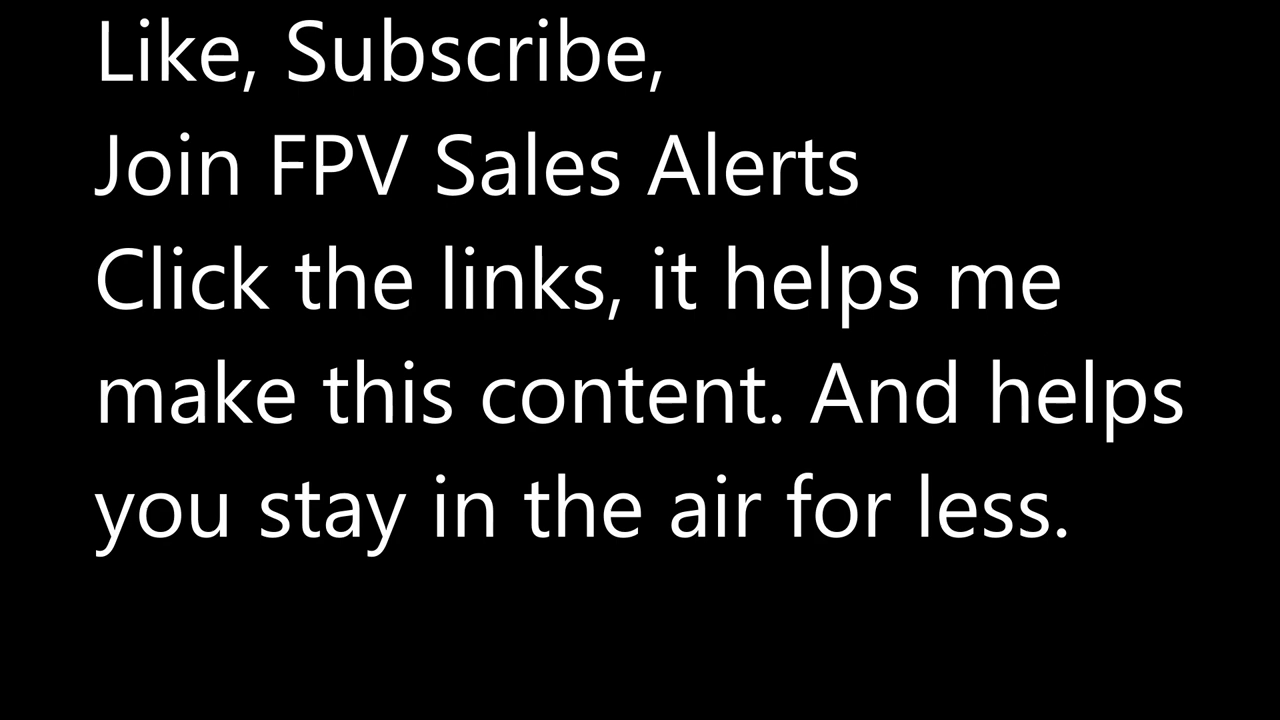 Like, Subscribe,
Join FPV Sales Alerts
Click the links, it helps me
make this content. And helps
you stay in the air for less.